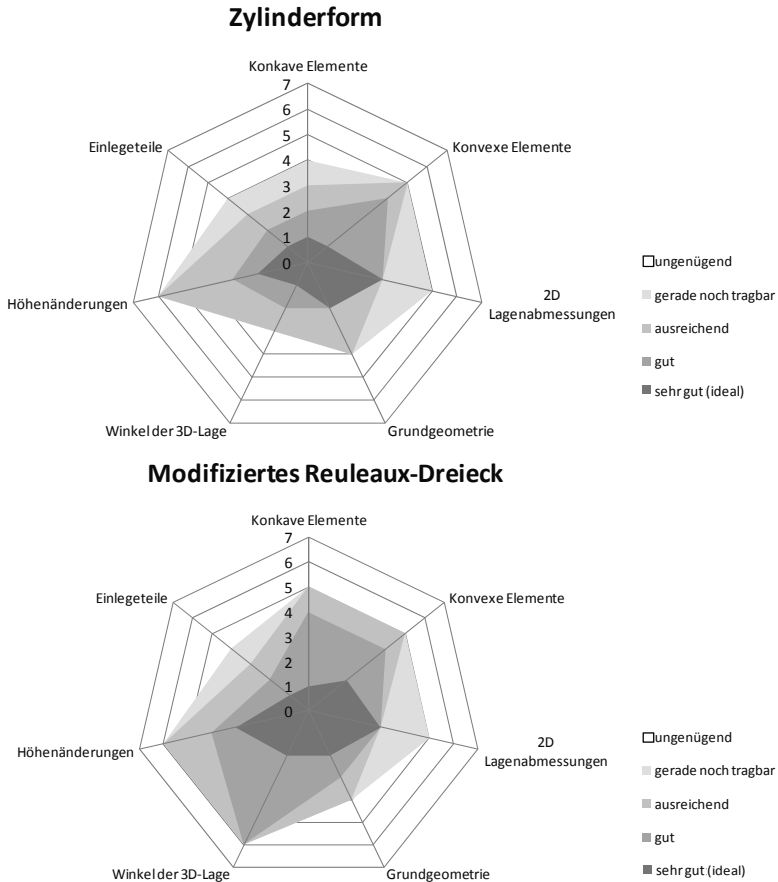 Zylinderform
Konkave Elemente
7
6
5
4
3
2
1
0
Einlegeteile
Konvexe Elemente
Höhenänderungen
2D
Lagenabmessungen
Winkel der 3D-Lage
Grundgeometrie
ungenügend
gerade noch tragbar
ausreichend
gut
sehr gut (ideal)
Modifiziertes Reuleaux-Dreieck
Konkave Elemente
7
6
5
4
3
2
1
0
Einlegeteile
Konvexe Elemente
Höhenänderungen
2D
Lagenabmessungen
Winkel der 3D-Lage
Grundgeometrie
ungenügend
gerade noch tragbar
ausreichend
gut
sehr gut (ideal)